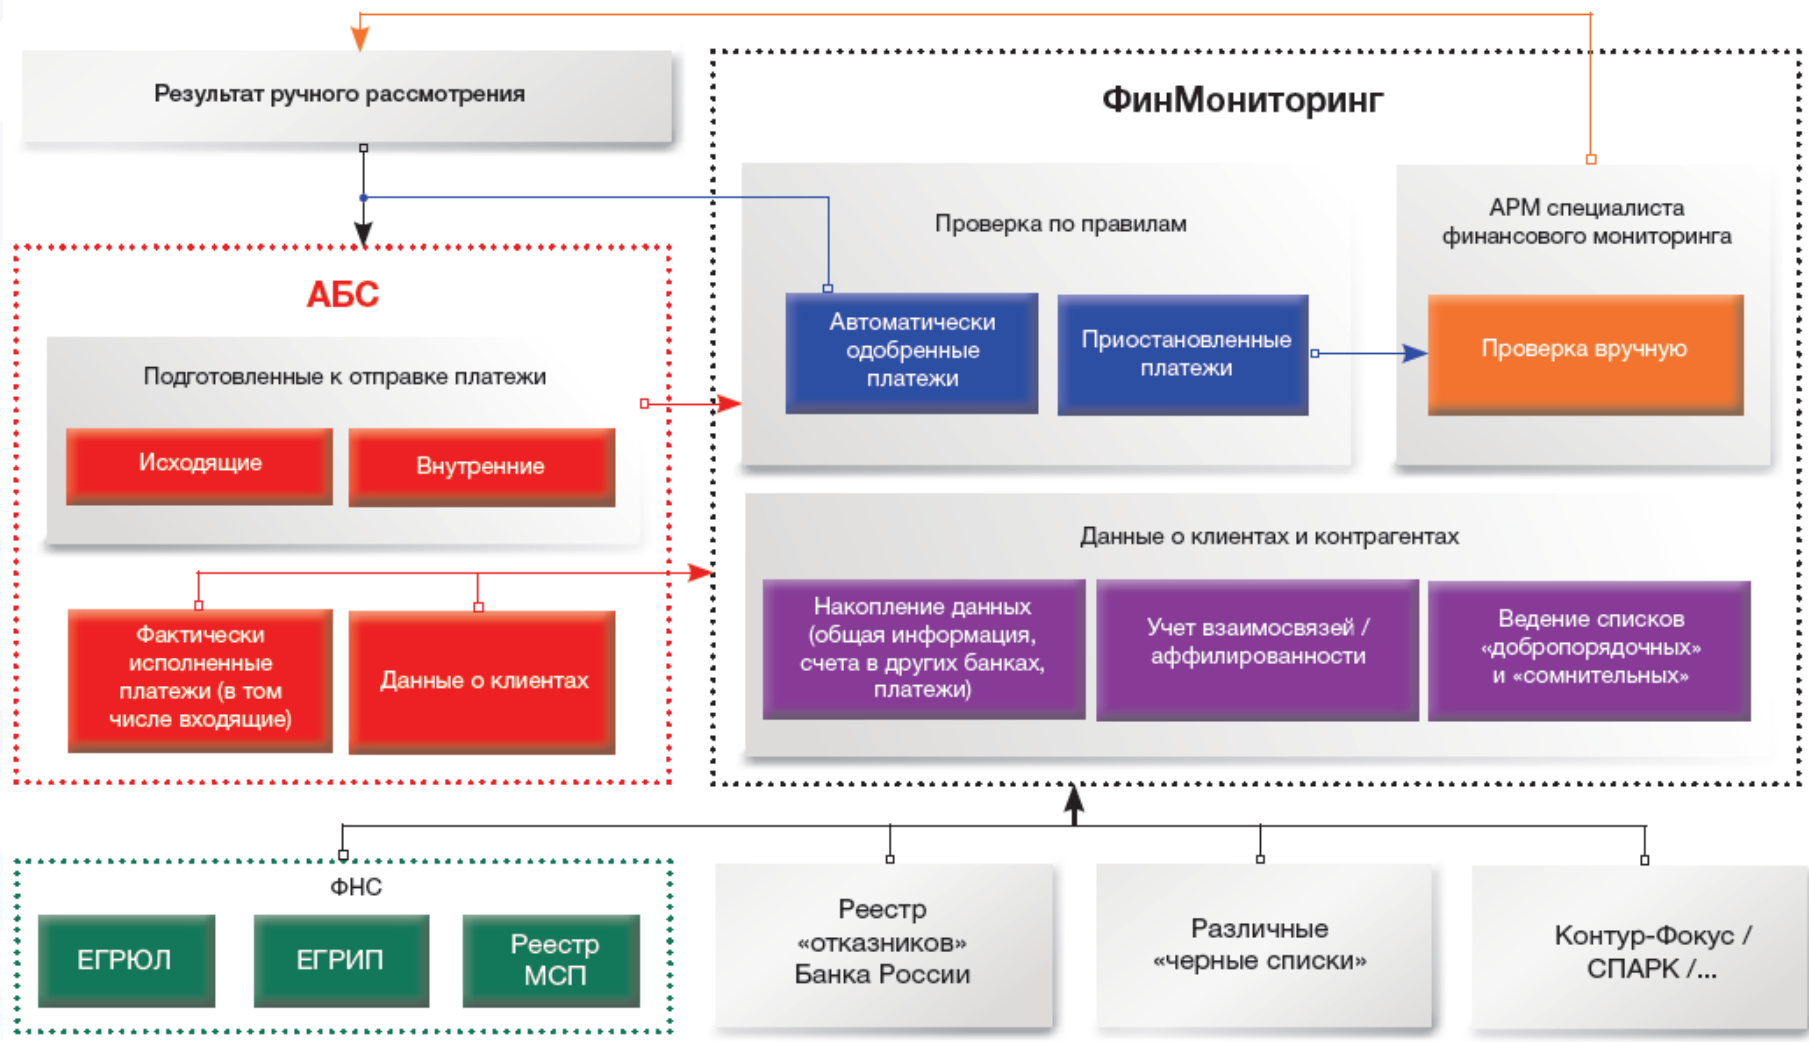 Результат ручного рассмотрения
ФинМониторинг
Проверка по правилам
АРМ специалиста
финансового мониторинга
Автоматически
одобренные
платежи
Приостановленные
платежи
Проверка вручную
АБС
Подготовленные к отправке платежи
Исходящие
Внутренние
Фактически
исполненные
платежи (в том
числе входящие)
Данные о клиентах
Данные о клиентах и контрагентах
Накопление данных
(общая информация,
счета в других банках,
платежи)
Учет взаимосвязей /
аффилированности
Ведение списков
«добропорядочных»
и «сомнительных»
ФНС
ЕГРЮЛ
ЕГРИП
Реестр
МСП
Реестр
«отказников»
Банка России
Различные
«черные списки»
Контур-Фокус /
СПАРК /...